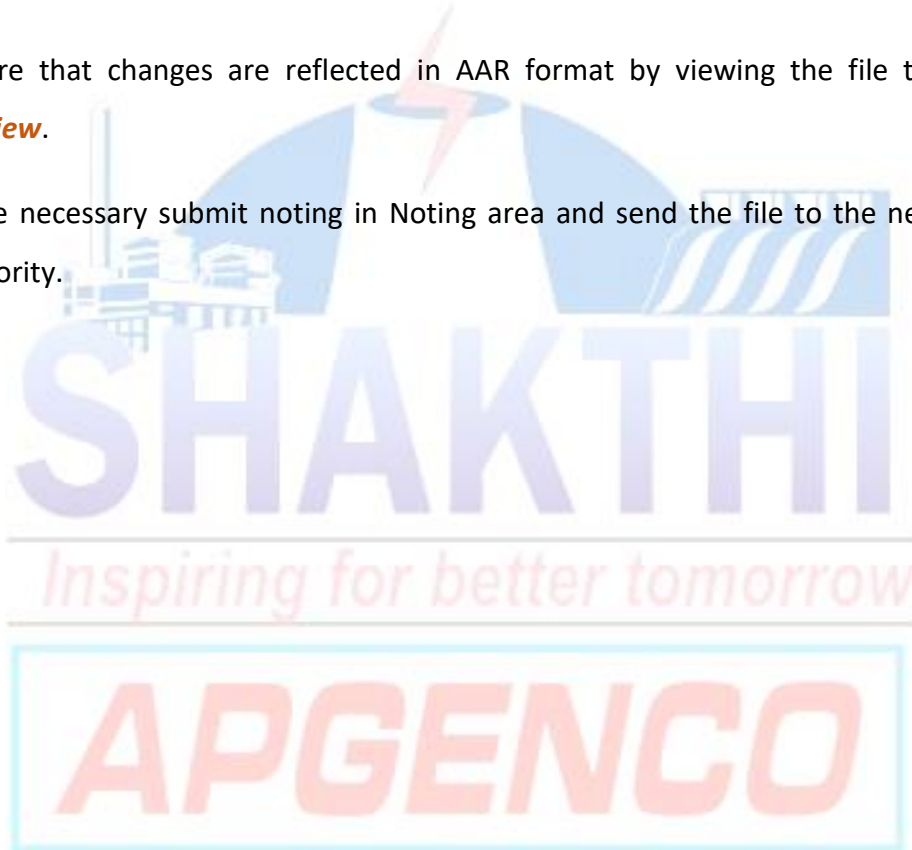 re that changes are reflected in AAR format by viewing the file t
iew.
e necessary submit noting in Noting area and send the file to the ne
ority.
SHAKTHI
Inspiring for better tomorrow
APGENCO